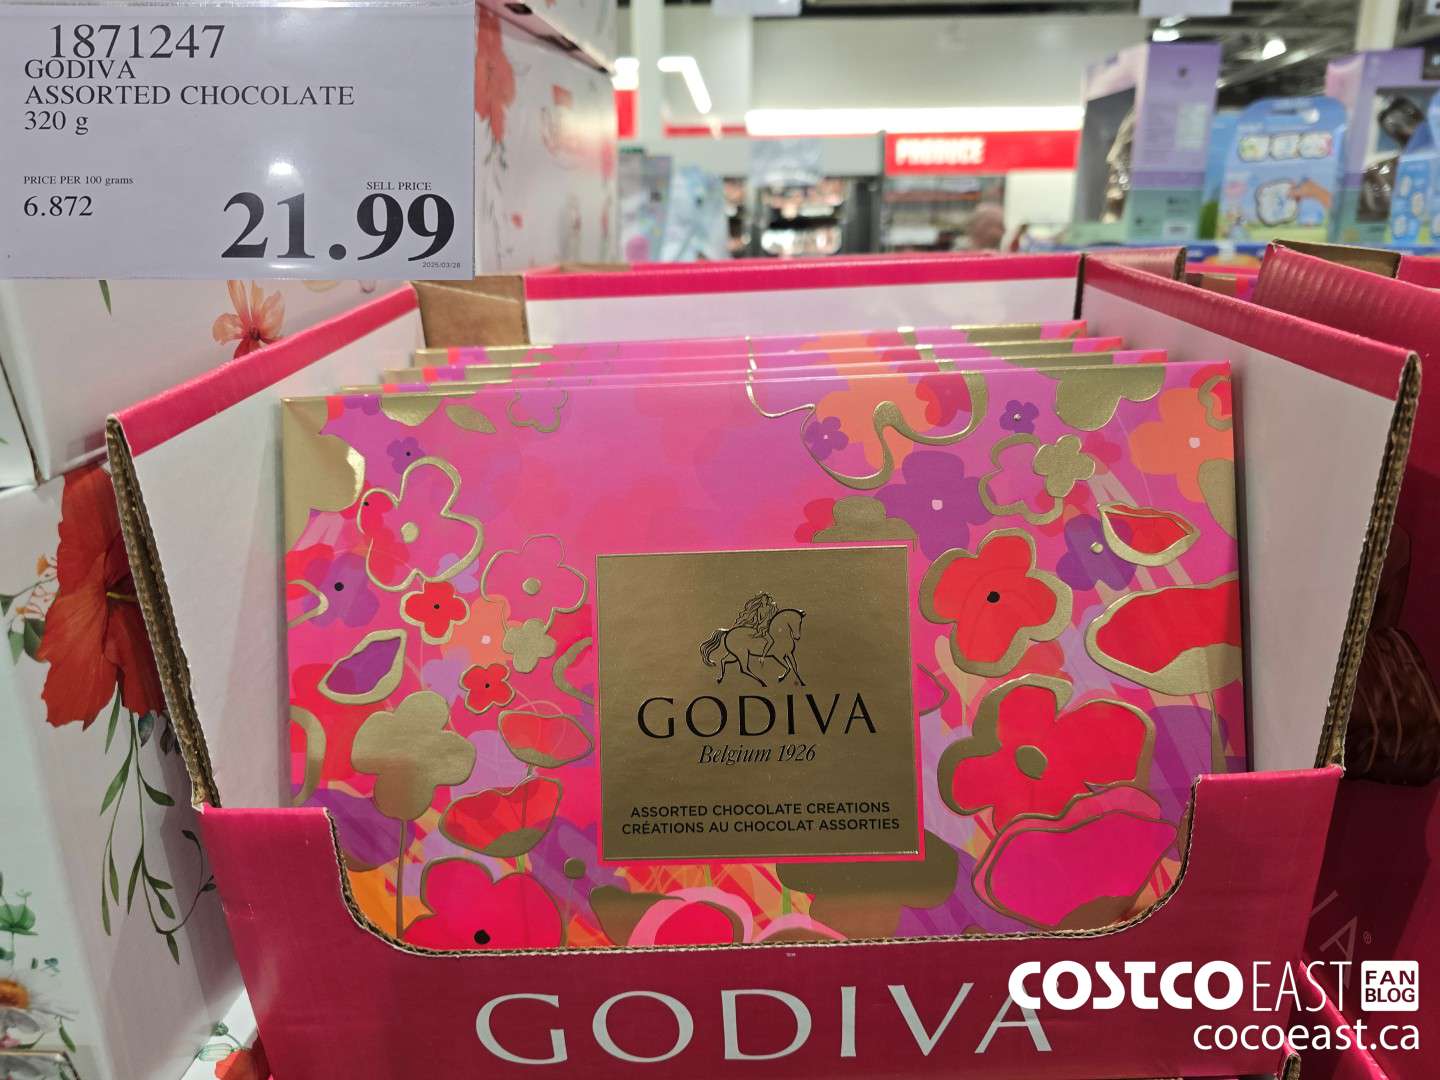 1871247
GODIVA
ASSORTED CHOCOLATE
320 g
PRICE PER 100 grams
6.872
SELL PRICE
21.99
2025/03/28
PRODUCE
GODIVA
Belgium 1926
ASSORTED CHOCOLATE CREATIONS
CRÉATIONS AU CHOCOLAT ASSORTIES
GODIVA
COSTCO EAST FAN BLOG
cocoeast.ca